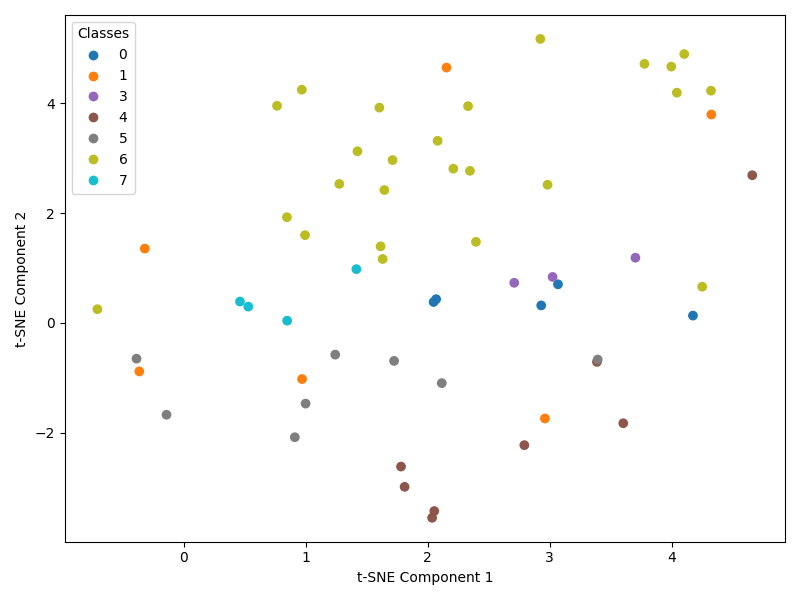 Classes
0
1
3
4
5
6
7
4
2
0
−2
t-SNE Component 2
0 1 2 3 4
t-SNE Component 1